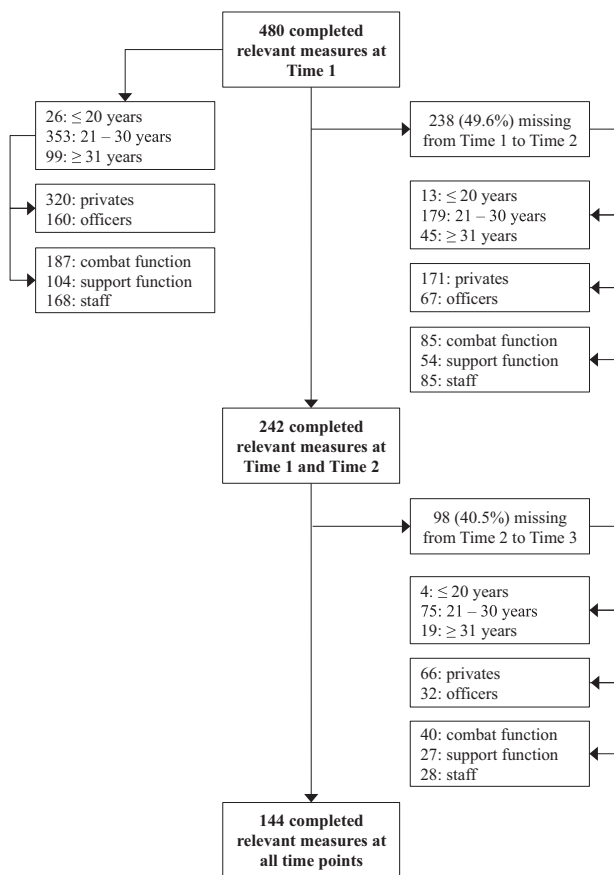 480 completed
relevant measures at
Time 1
26: ≤ 20 years
353: 21 – 30 years
99: ≥ 31 years
320: privates
160: officers
187: combat function
104: support function
168: staff
238 (49.6%) missing
from Time 1 to Time 2
13: ≤ 20 years
179: 21 – 30 years
45: ≥ 31 years
171: privates
67: officers
85: combat function
54: support function
85: staff
242 completed
relevant measures at
Time 1 and Time 2
98 (40.5%) missing
from Time 2 to Time 3
4: ≤ 20 years
75: 21 – 30 years
19: ≥ 31 years
66: privates
32: officers
40: combat function
27: support function
28: staff
144 completed
relevant measures at
all time points